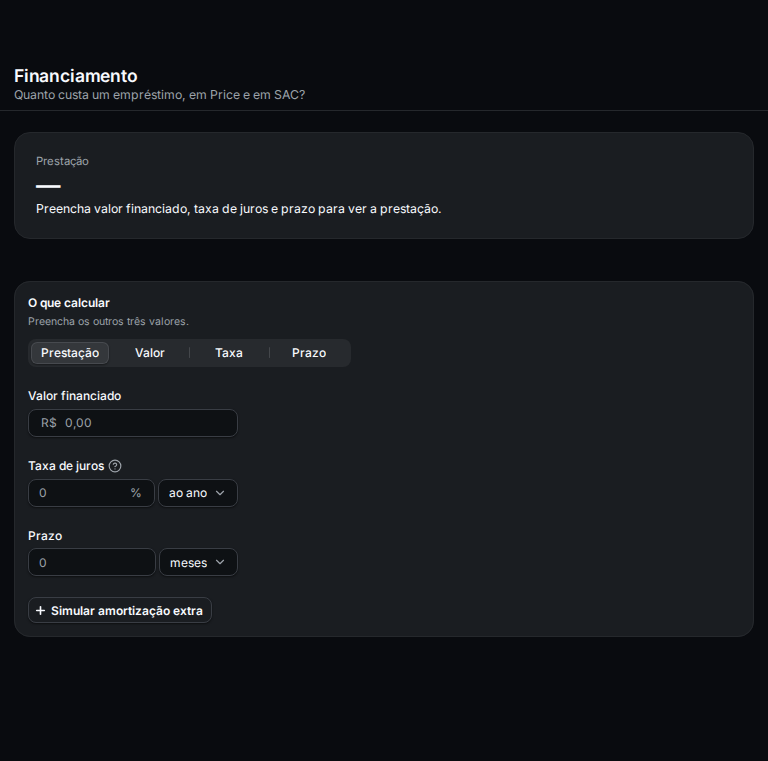 Financiamento
Quanto custa um empréstimo, em Price e em SAC?
Prestação
—
Preencha valor financiado, taxa de juros e prazo para ver a prestação.
O que calcular
Preencha os outros três valores.
Prestação Valor Taxa Prazo
Valor financiado
R$ 0,00
Taxa de juros ?
0 % ao ano
Prazo
0 meses
+ Simular amortização extra